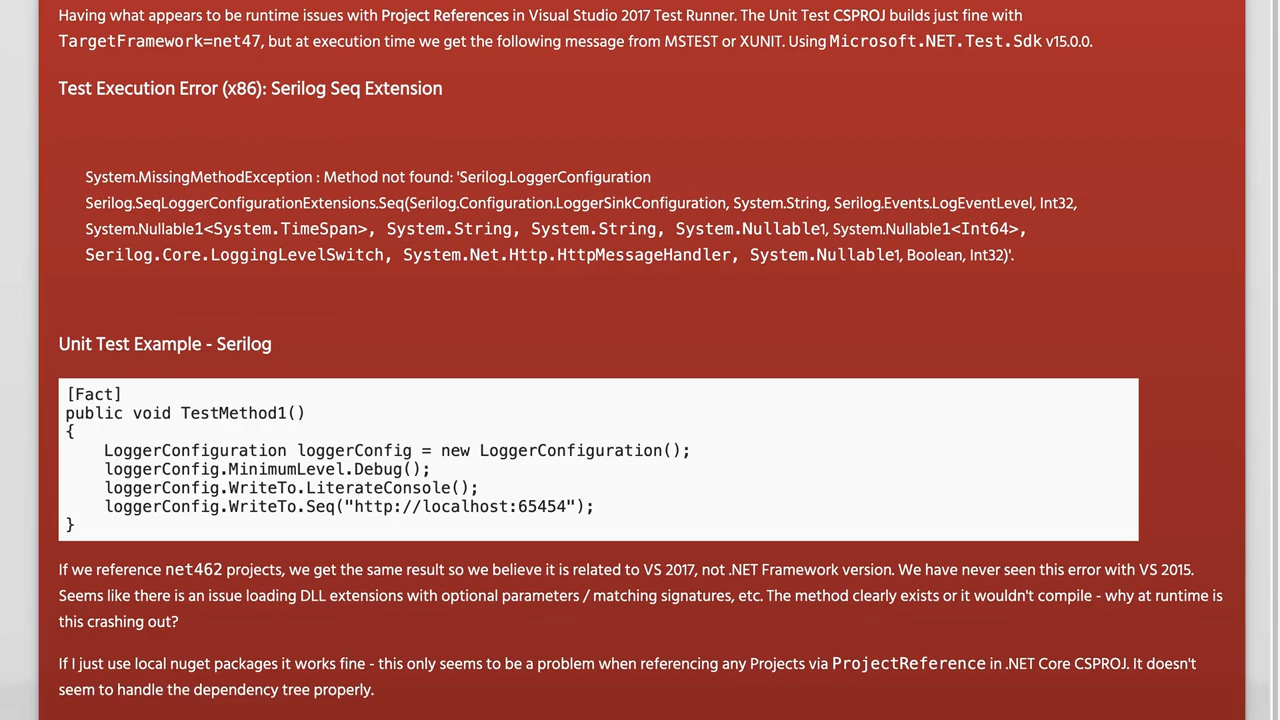 Having what appears to be runtime issues with Project References in Visual Studio 2017 Test Runner. The Unit Test CSPROJ builds just fine with
TargetFramework=net47, but at execution time we get the following message from MSTEST or XUNIT. Using Microsoft.NET.Test.Sdk v15.0.0.
Test Execution Error (x86): Serilog Seq Extension
System.MissingMethodException : Method not found: 'Serilog.LoggerConfiguration
Serilog.SeqLoggerConfigurationExtensions.Seq(Serilog.Configuration.LoggerSinkConfiguration, System.String, Serilog.Events.LogEventLevel, Int32,
System.Nullable1<System.TimeSpan>, System.String, System.String, System.Nullable1, System.Nullable1<Int64>,
Serilog.Core.LoggingLevelSwitch, System.Net.Http.HttpMessageHandler, System.Nullable1, Boolean, Int32)'.
Unit Test Example - Serilog
[Fact]
public void TestMethod1()
{
    LoggerConfiguration loggerConfig = new LoggerConfiguration();
    loggerConfig.MinimumLevel.Debug();
    loggerConfig.WriteTo.LiterateConsole();
    loggerConfig.WriteTo.Seq("http://localhost:65454");
}
If we reference net462 projects, we get the same result so we believe it is related to VS 2017, not .NET Framework version. We have never seen this error with VS 2015.
Seems like there is an issue loading DLL extensions with optional parameters / matching signatures, etc. The method clearly exists or it wouldn't compile - why at runtime is
this crashing out?
If I just use local nuget packages it works fine - this only seems to be a problem when referencing any Projects via ProjectReference in .NET Core CSPROJ. It doesn't
seem to handle the dependency tree properly.